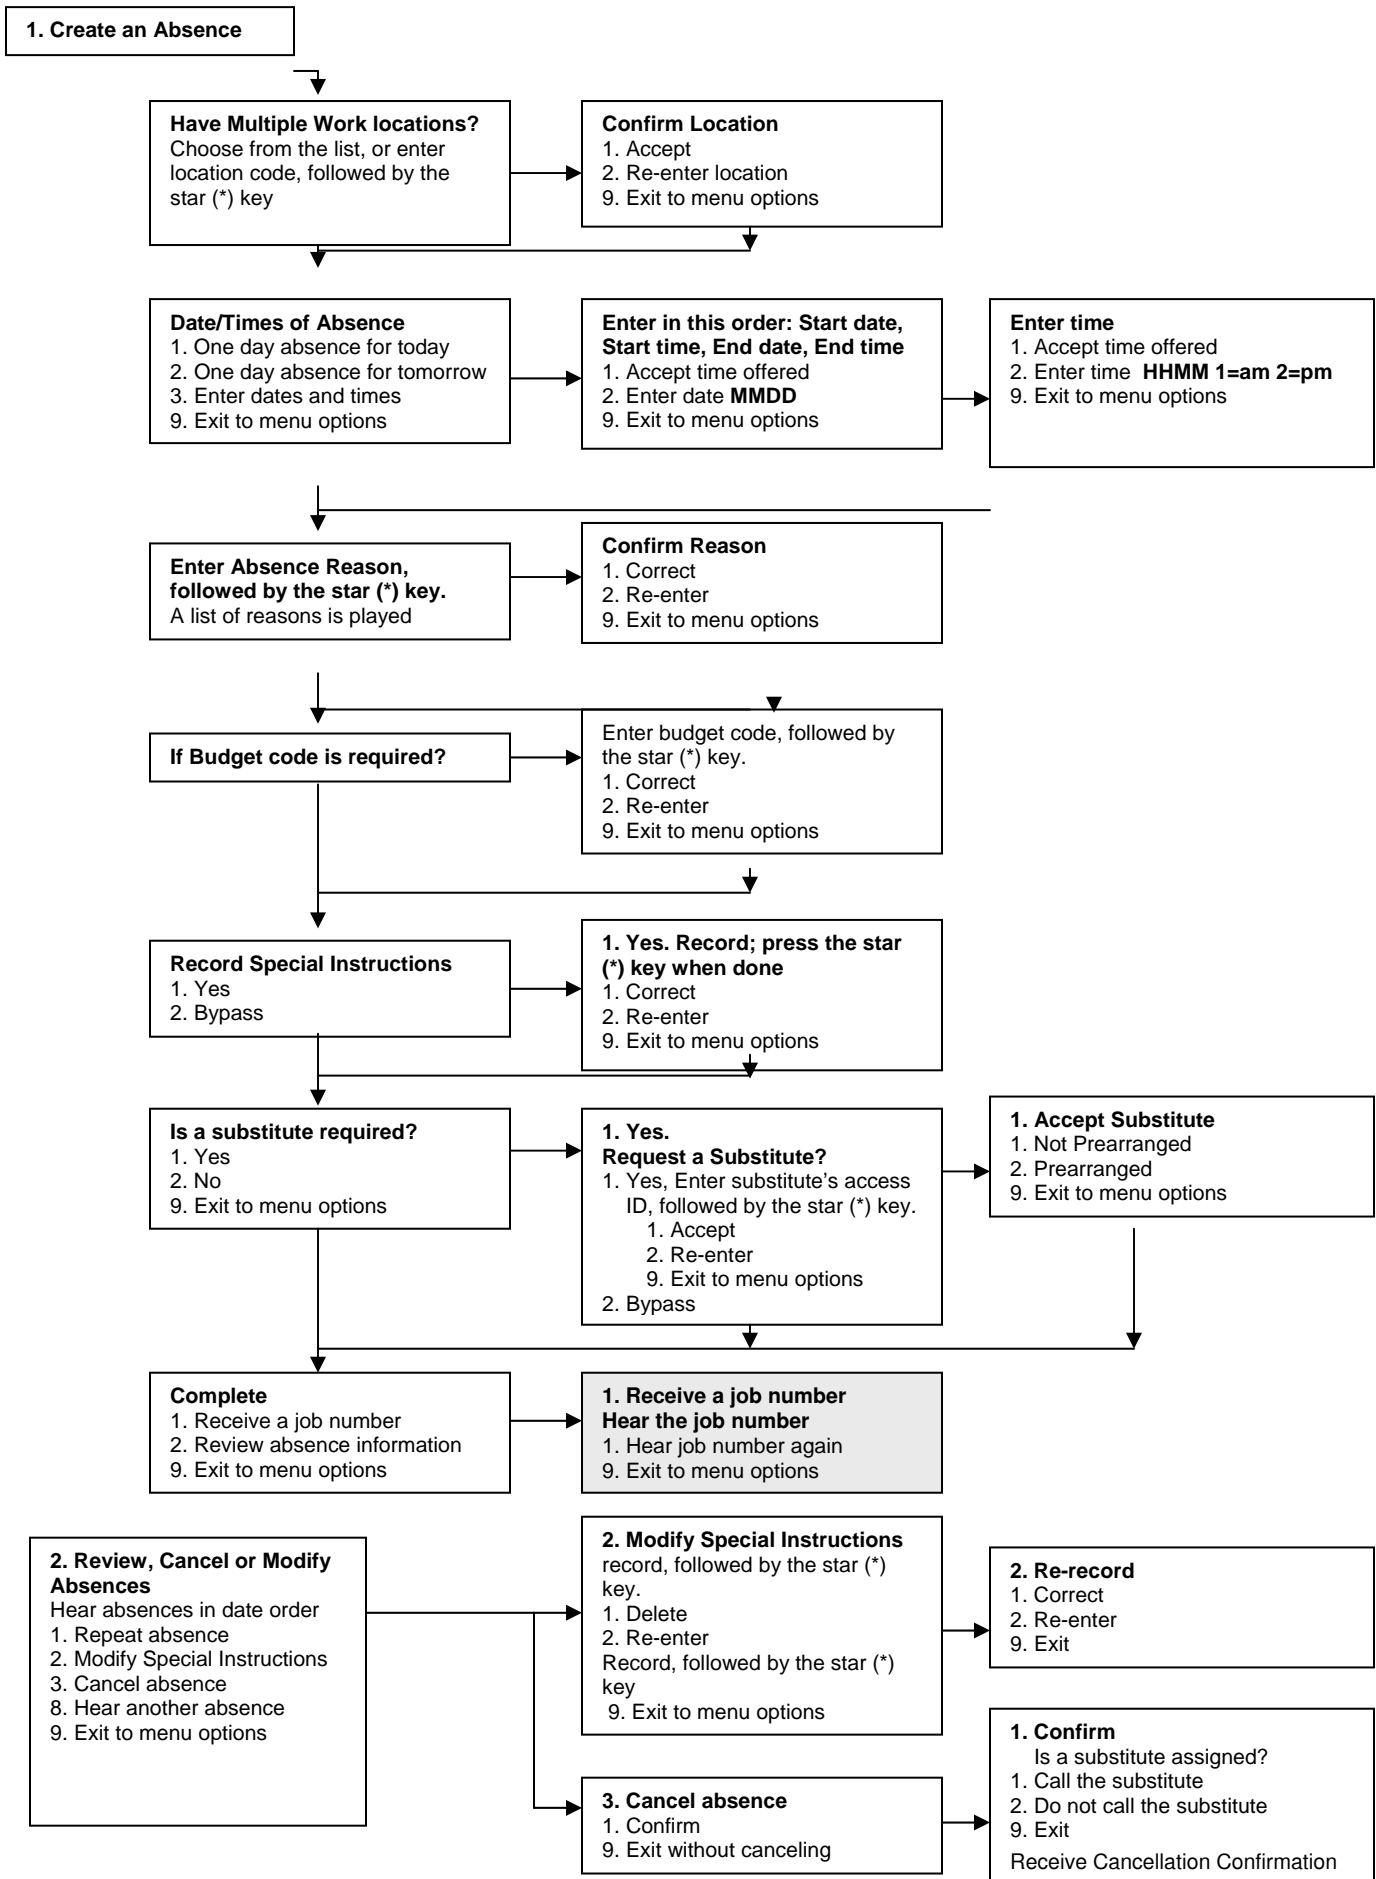 1. Create an Absence
Have Multiple Work locations?
Choose from the list, or enter
location code, followed by the
star (*) key
Confirm Location
1. Accept
2. Re-enter location
9. Exit to menu options
Date/Times of Absence
1. One day absence for today
2. One day absence for tomorrow
3. Enter dates and times
9. Exit to menu options
Enter in this order: Start date,
Start time, End date, End time
1. Accept time offered
2. Enter date MMDD
9. Exit to menu options
Enter time
1. Accept time offered
2. Enter time  HHMM 1=am 2=pm
9. Exit to menu options
Enter Absence Reason,
followed by the star (*) key.
A list of reasons is played
Confirm Reason
1. Correct
2. Re-enter
9. Exit to menu options
If Budget code is required?
Enter budget code, followed by
the star (*) key.
1. Correct
2. Re-enter
9. Exit to menu options
Record Special Instructions
1. Yes
2. Bypass
1. Yes. Record; press the star
(*) key when done
1. Correct
2. Re-enter
9. Exit to menu options
Is a substitute required?
1. Yes
2. No
9. Exit to menu options
1. Yes.
Request a Substitute?
1. Yes, Enter substitute's access
ID, followed by the star (*) key.
1. Accept
2. Re-enter
9. Exit to menu options
2. Bypass
1. Accept Substitute
1. Not Prearranged
2. Prearranged
9. Exit to menu options
Complete
1. Receive a job number
2. Review absence information
9. Exit to menu options
1. Receive a job number
Hear the job number
1. Hear job number again
9. Exit to menu options
2. Review, Cancel or Modify
Absences
Hear absences in date order
1. Repeat absence
2. Modify Special Instructions
3. Cancel absence
8. Hear another absence
9. Exit to menu options
2. Modify Special Instructions
record, followed by the star (*)
key.
1. Delete
2. Re-enter
Record, followed by the star (*)
key
9. Exit to menu options
2. Re-record
1. Correct
2. Re-enter
9. Exit
3. Cancel absence
1. Confirm
9. Exit without canceling
1. Confirm
Is a substitute assigned?
1. Call the substitute
2. Do not call the substitute
9. Exit
Receive Cancellation Confirmation